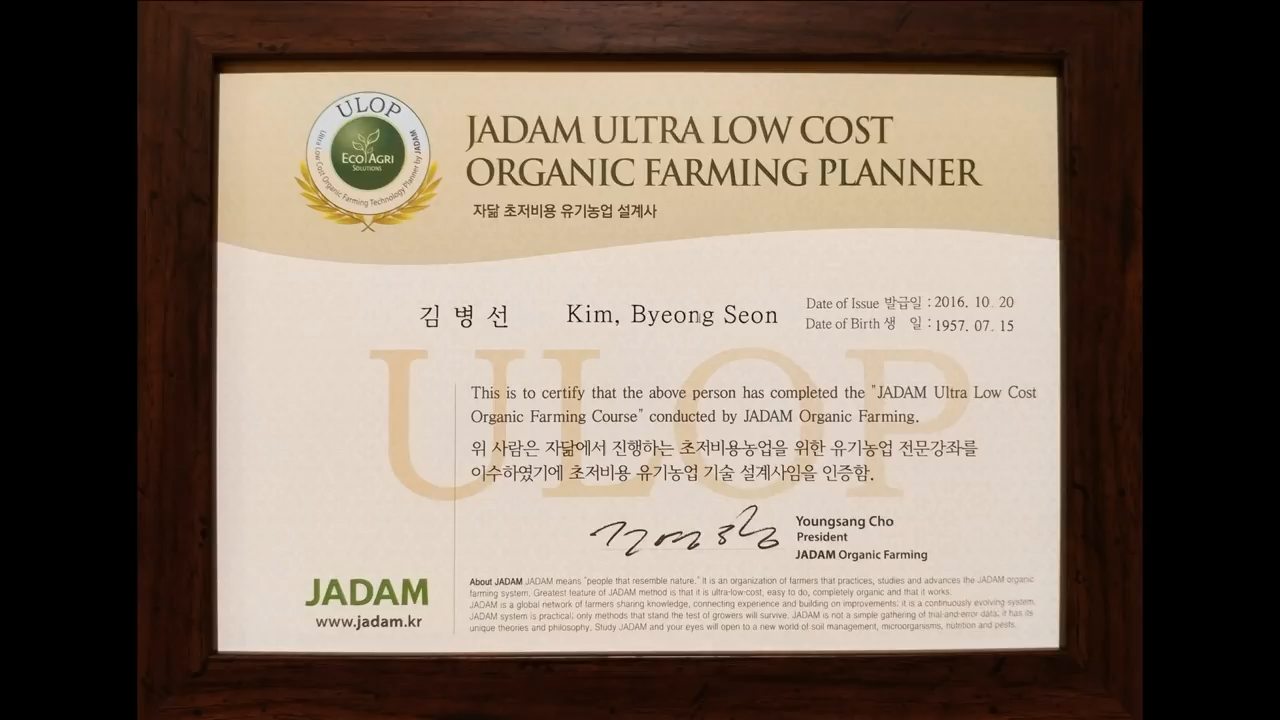 ULOP
Ultra Low Cost Organic Farming Technology Planner by JADAM
ECO AGRI
SOLUTIONS
JADAM ULTRA LOW COST
ORGANIC FARMING PLANNER
자닮 초저비용 유기농업 설계사
김 병 선 Kim, Byeong Seon
Date of Issue 발급일 : 2016. 10. 20
Date of Birth 생 일 : 1957. 07. 15
ULOP
This is to certify that the above person has completed the "JADAM Ultra Low Cost
Organic Farming Course" conducted by JADAM Organic Farming.
위 사람은 자닮에서 진행하는 초저비용농업을 위한 유기농업 전문강좌를
이수하였기에 초저비용 유기농업 기술 설계사임을 인증함.
조영상
Youngsang Cho
President
JADAM Organic Farming
JADAM
www.jadam.kr
About JADAM JADAM means "people that resemble nature." It is an organization of farmers that practices, studies and advances the JADAM organic
farming system. Greatest feature of JADAM method is that it is ultra-low-cost, easy to do, completely organic and that it works.
JADAM is a global network of farmers sharing knowledge, connecting experience and building on improvements; it is a continuously evolving system.
JADAM system is practical; only methods that stand the test of growers will survive. JADAM is not a simple gathering of trial-and-error data; it has its
unique theories and philosophy. Study JADAM and your eyes will open to a new world of soil management, microorganisms, nutrition and pests.